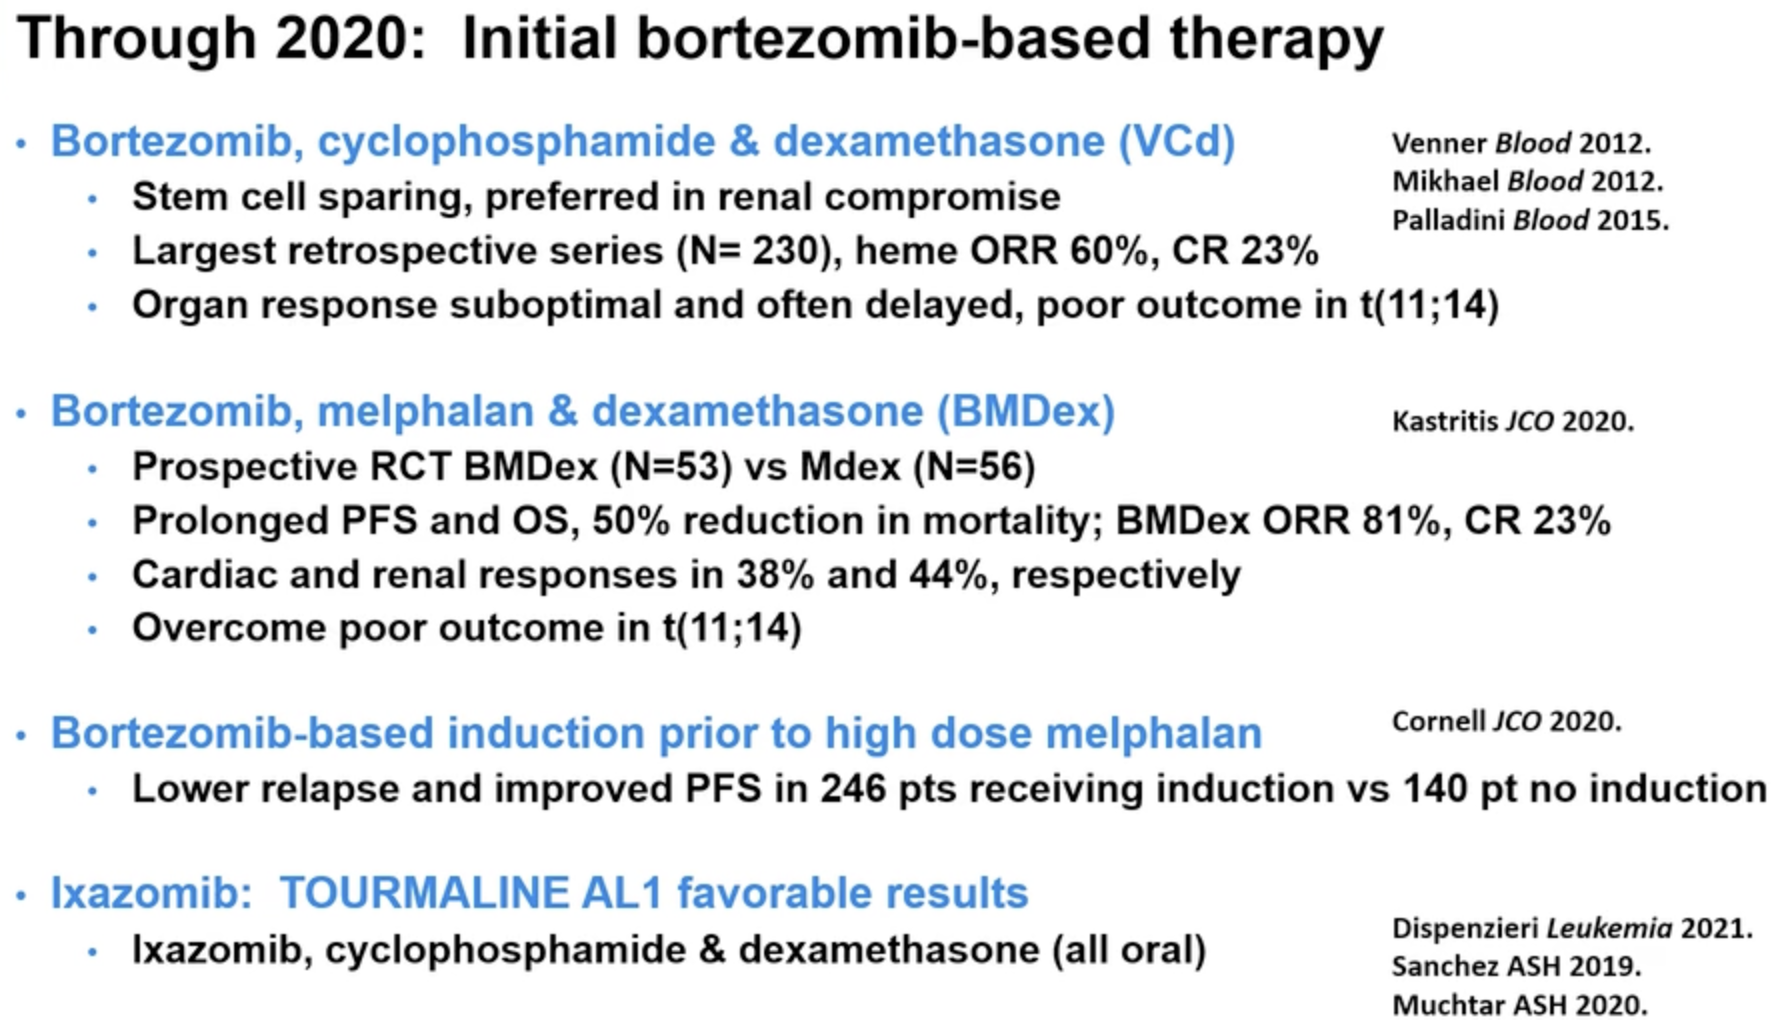 Through 2020: Initial bortezomib-based therapy
• Bortezomib, cyclophosphamide & dexamethasone (VCd)
• Stem cell sparing, preferred in renal compromise
• Largest retrospective series (N= 230), heme ORR 60%, CR 23%
• Organ response suboptimal and often delayed, poor outcome in t(11;14)
Venner Blood 2012.
Mikhael Blood 2012.
Palladini Blood 2015.
• Bortezomib, melphalan & dexamethasone (BMDex)
Kastritis JCO 2020.
• Prospective RCT BMDex (N=53) vs Mdex (N=56)
• Prolonged PFS and OS, 50% reduction in mortality; BMDex ORR 81%, CR 23%
• Cardiac and renal responses in 38% and 44%, respectively
• Overcome poor outcome in t(11;14)
• Bortezomib-based induction prior to high dose melphalan
Cornell JCO 2020.
• Lower relapse and improved PFS in 246 pts receiving induction vs 140 pt no induction
• Ixazomib: TOURMALINE AL1 favorable results
• Ixazomib, cyclophosphamide & dexamethasone (all oral)
Dispenzieri Leukemia 2021.
Sanchez ASH 2019.
Muchtar ASH 2020.